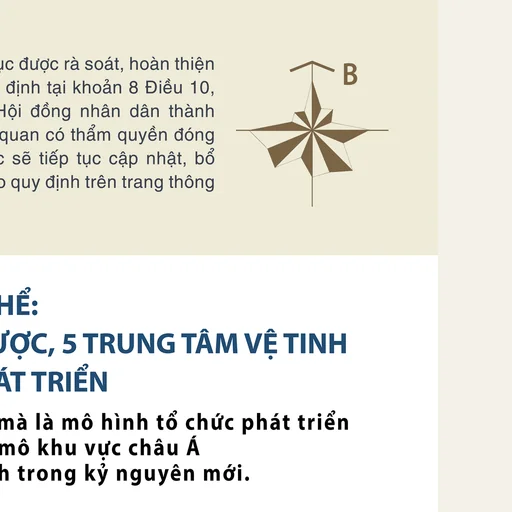 ục được rà soát, hoàn thiện
định tại khoản 8 Điều 10,
Hội đồng nhân dân thành
quan có thẩm quyền đóng
c sẽ tiếp tục cập nhật, bổ
o quy định trên trang thông
B
HỂ:
ƯỢC, 5 TRUNG TÂM VỆ TINH
ÁT TRIỂN
mà là mô hình tổ chức phát triển
mô khu vực châu Á
h trong kỷ nguyên mới.